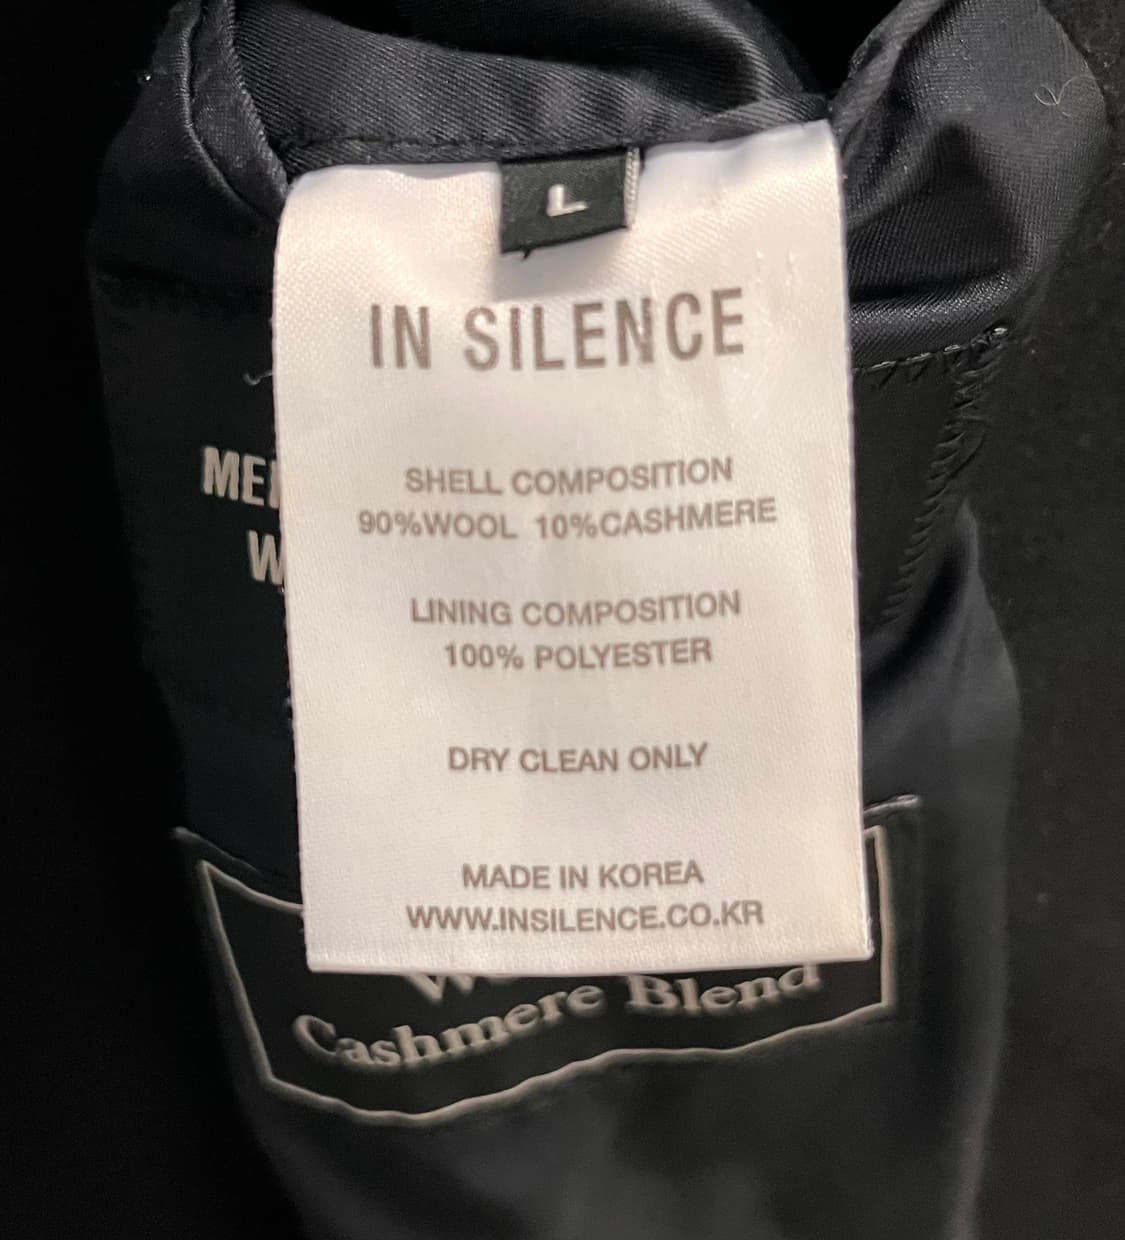 L
IN SILENCE
SHELL COMPOSITION
90%WOOL 10%CASHMERE
LINING COMPOSITION
100% POLYESTER
DRY CLEAN ONLY
MADE IN KOREA
WWW.INSILENCE.CO.KR
Cashmere Blend